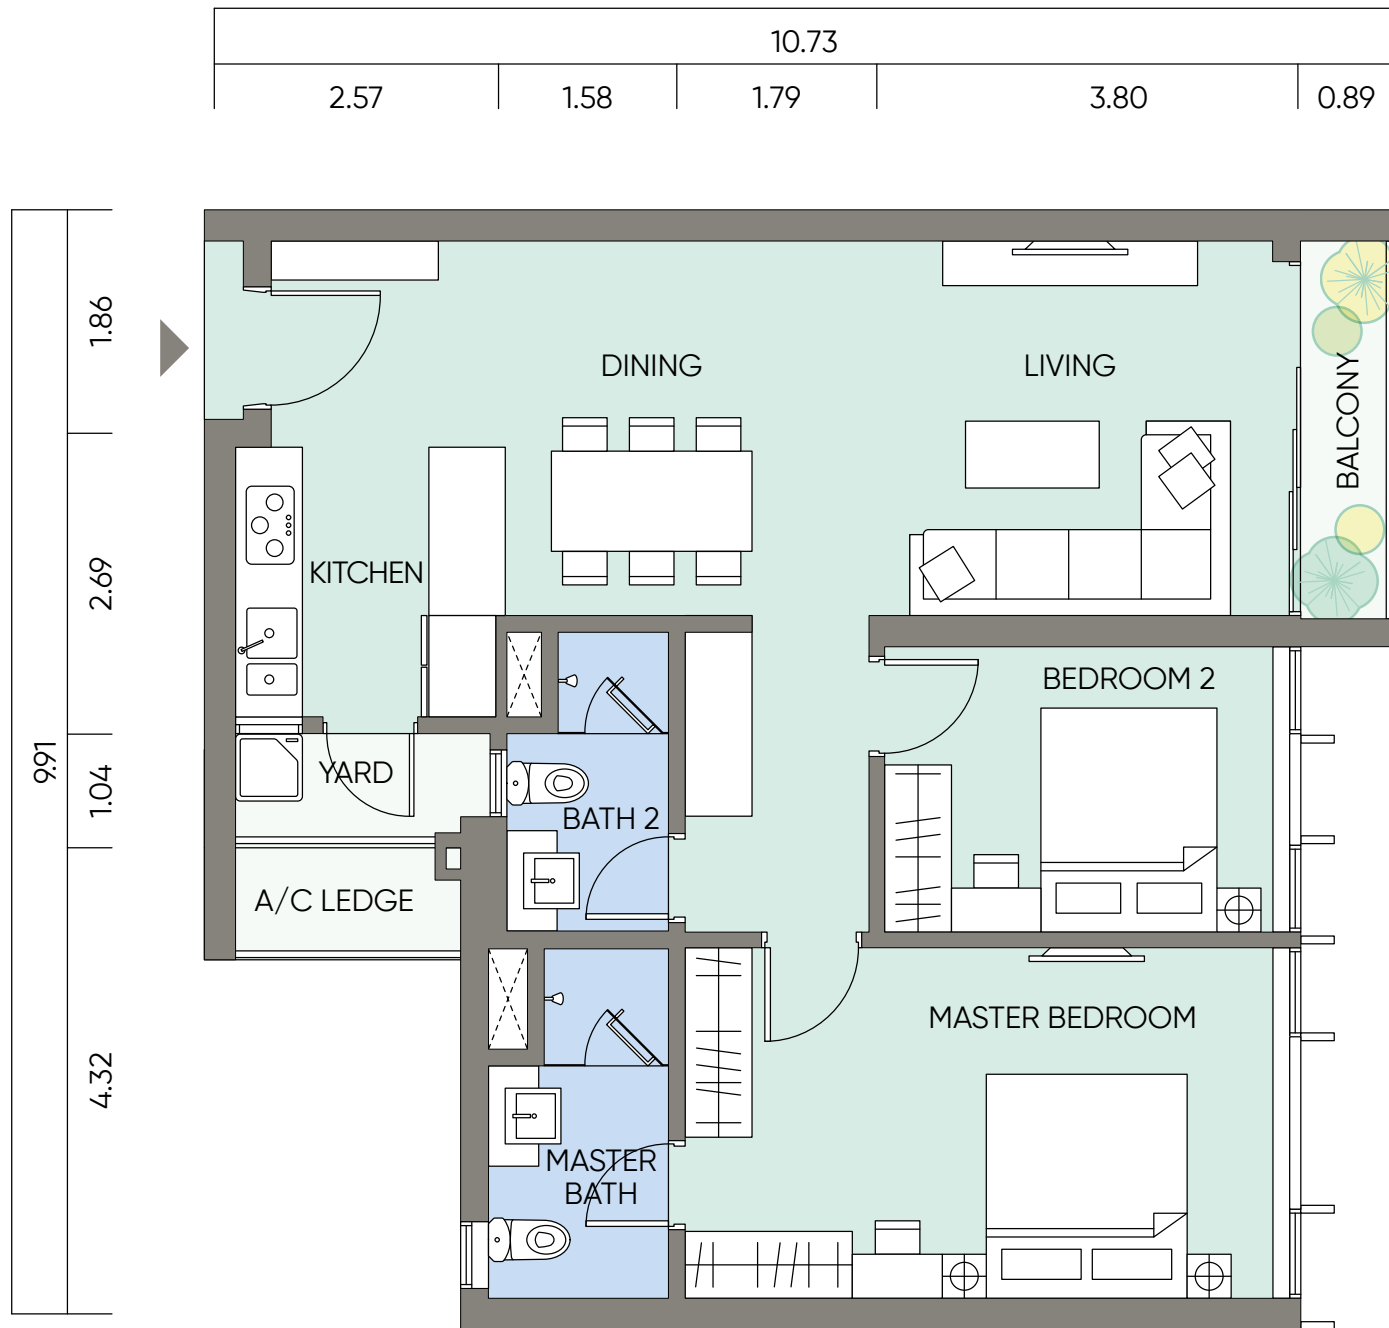 10.73
2.57 1.58 1.79 3.80 0.89
9.91
1.86
2.69
1.04
4.32
DINING
LIVING
BALCONY
KITCHEN
BEDROOM 2
YARD
BATH 2
A/C LEDGE
MASTER BEDROOM
MASTER
BATH